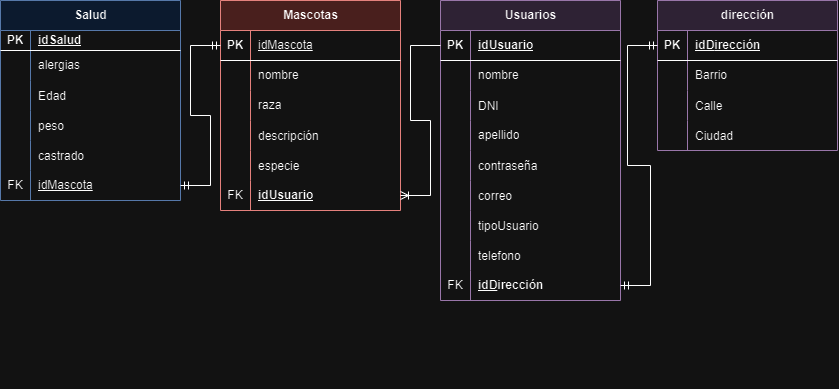 Salud
PK idSalud
alergias
Edad
peso
castrado
FK idMascota
Mascotas
PK idMascota
nombre
raza
descripción
especie
FK idUsuario
Usuarios
PK idUsuario
nombre
DNI
apellido
contraseña
correo
tipoUsuario
telefono
FK idDirección
dirección
PK idDirección
Barrio
Calle
Ciudad